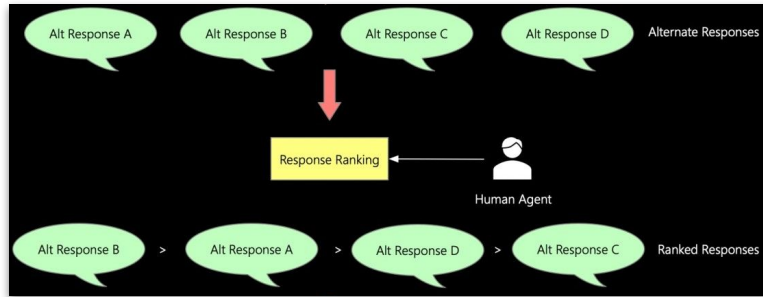 Alt Response A
Alt Response B
Alt Response C
Alt Response D
Alternate Responses
Response Ranking
Human Agent
Alt Response B
>
Alt Response A
>
Alt Response D
>
Alt Response C
Ranked Responses